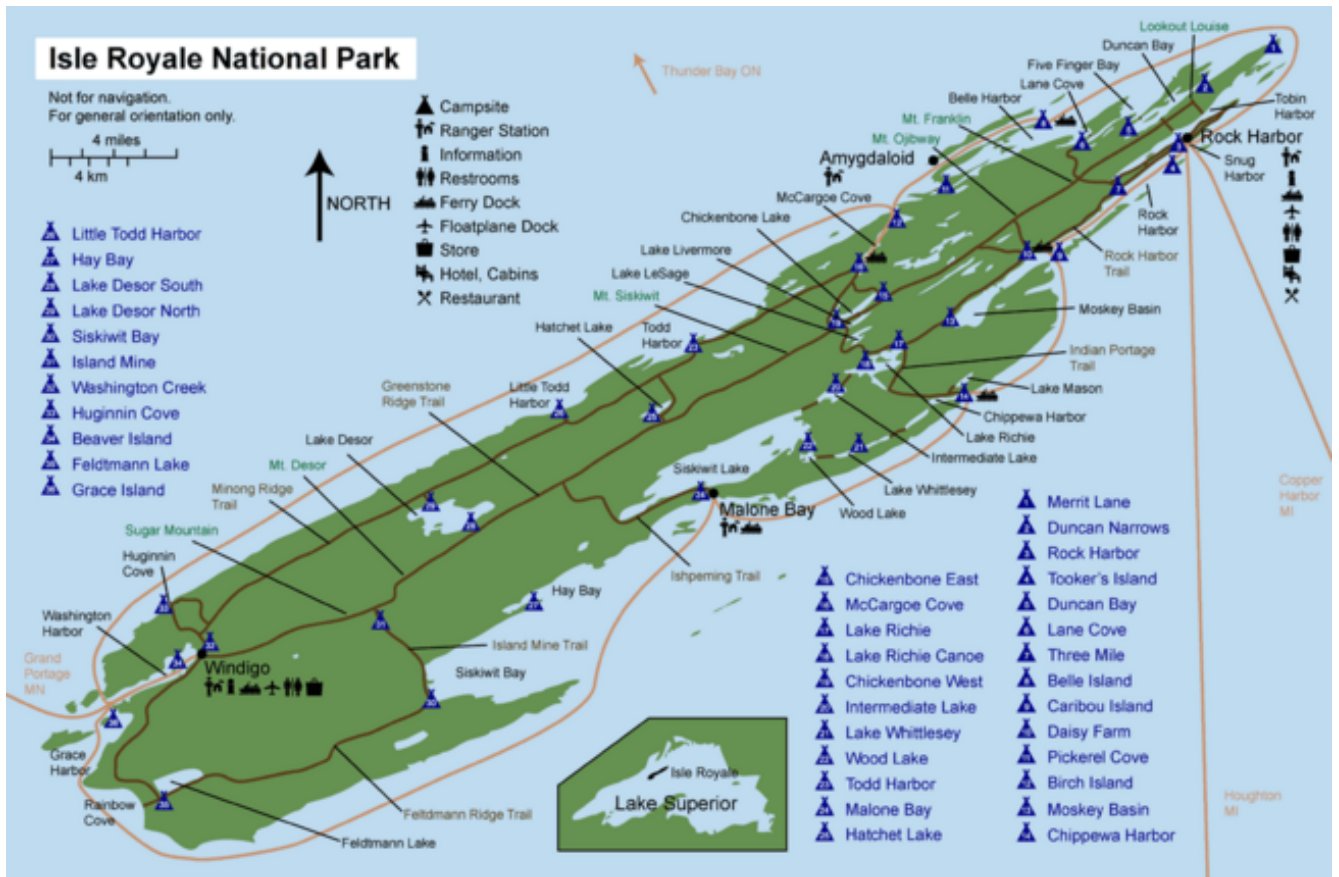 Isle Royale National Park
Not for navigation.
For general orientation only.
4 miles
4 km
NORTH
Campsite
Ranger Station
Information
Restrooms
Ferry Dock
Floatplane Dock
Store
Hotel, Cabins
Restaurant
Little Todd Harbor
Hay Bay
Lake Desor South
Lake Desor North
Siskiwit Bay
Island Mine
Washington Creek
Huginnin Cove
Beaver Island
Feldtmann Lake
Grace Island
Thunder Bay ON
Lookout Louise
Duncan Bay
Five Finger Bay
Lane Cove
Belle Harbor
Mt. Franklin
Mt. Ojibway
Tobin
Harbor
Rock Harbor
Snug
Harbor
Amygdaloid
McCargoe Cove
Chickenbone Lake
Lake Livermore
Lake LeSage
Mt. Siskiwit
Hatchet Lake
Todd
Harbor
Rock
Harbor
Rock Harbor
Trail
Moskey Basin
Indian Portage
Trail
Lake Mason
Chippewa Harbor
Lake Richie
Intermediate Lake
Lake Whittlesey
Wood Lake
Greenstone
Ridge Trail
Little Todd
Harbor
Lake Desor
Mt. Desor
Minong Ridge
Trail
Sugar Mountain
Huginnin
Cove
Washington
Harbor
Grand
Portage
MN
Siskiwit Lake
Malone Bay
Ishpeming Trail
Hay Bay
Island Mine Trail
Siskiwit Bay
Windigo
Grace
Harbor
Rainbow
Cove
Feldtmann Lake
Feltdmann Ridge Trail
Isle Royale
Lake Superior
Copper
Harbor
MI
Houghton
MI
Chickenbone East
McCargoe Cove
Lake Richie
Lake Richie Canoe
Chickenbone West
Intermediate Lake
Lake Whittlesey
Wood Lake
Todd Harbor
Malone Bay
Hatchet Lake
Merrit Lane
Duncan Narrows
Rock Harbor
Tooker's Island
Duncan Bay
Lane Cove
Three Mile
Belle Island
Caribou Island
Daisy Farm
Pickerel Cove
Birch Island
Moskey Basin
Chippewa Harbor